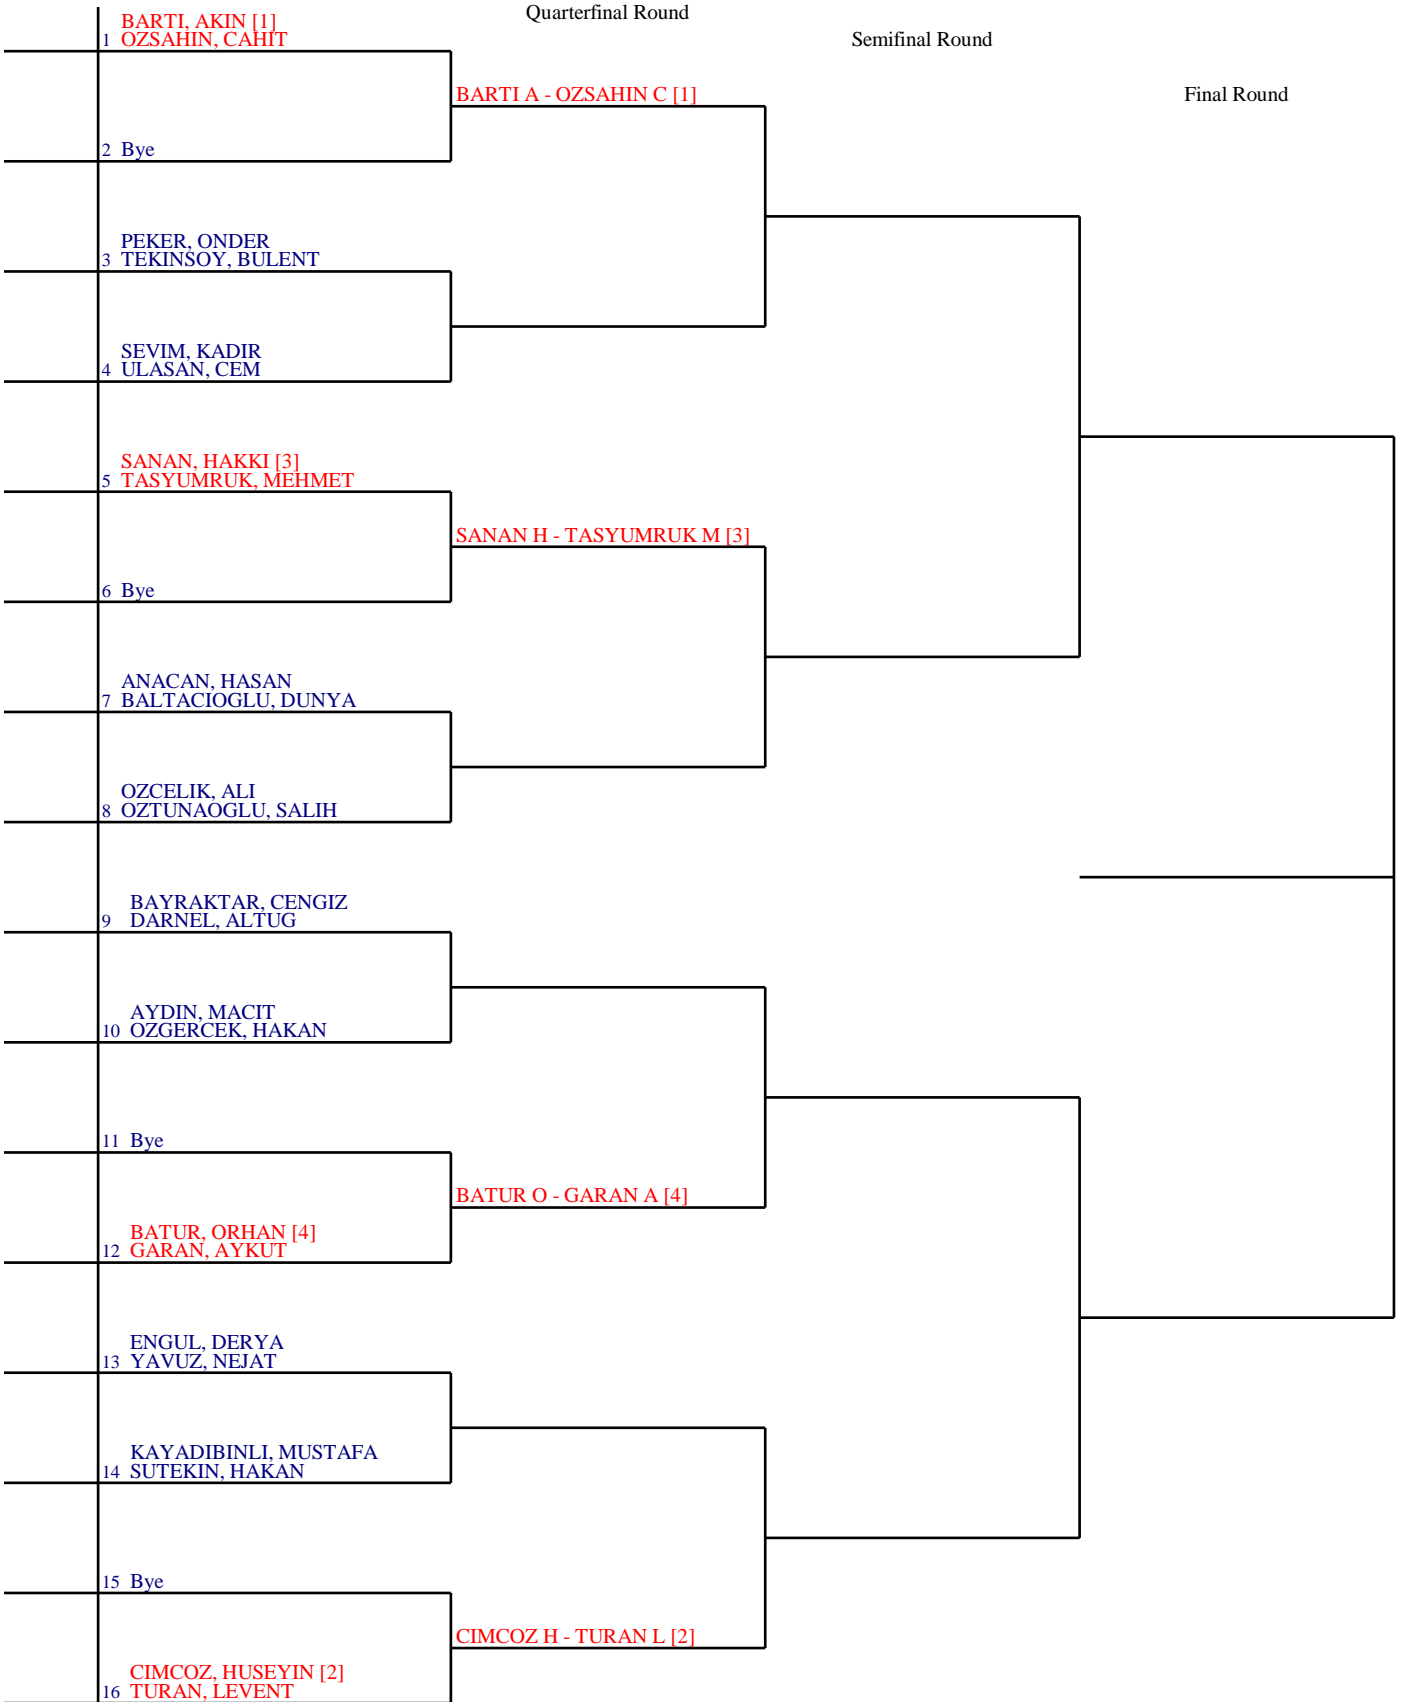 Quarterfinal Round
Semifinal Round
Final Round
BARTI, AKIN [1]
1 OZSAHIN, CAHIT
BARTI A - OZSAHIN C [1]
2 Bye
PEKER, ONDER
3 TEKINSOY, BULENT
SEVIM, KADIR
4 ULASAN, CEM
SANAN, HAKKI [3]
5 TASYUMRUK, MEHMET
SANAN H - TASYUMRUK M [3]
6 Bye
ANACAN, HASAN
7 BALTACIOGLU, DUNYA
OZCELIK, ALI
8 OZTUNAOGLU, SALIH
BAYRAKTAR, CENGIZ
9 DARNEL, ALTUG
AYDIN, MACIT
10 OZGERCEK, HAKAN
11 Bye
BATUR O - GARAN A [4]
BATUR, ORHAN [4]
12 GARAN, AYKUT
ENGUL, DERYA
13 YAVUZ, NEJAT
KAYADIBINLI, MUSTAFA
14 SUTEKIN, HAKAN
15 Bye
CIMCOZ H - TURAN L [2]
CIMCOZ, HUSEYIN [2]
16 TURAN, LEVENT